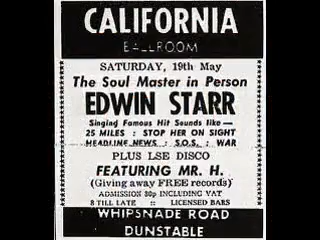 CALIFORNIA
BALLROOM
SATURDAY, 19th May
The Soul Master in Person
EDWIN STARR
Singing Famous Hit Sounds like—
25 MILES : STOP HER ON SIGHT
HEADLINE NEWS : S.O.S. : WAR
PLUS LSE DISCO
FEATURING MR. H.
(Giving away FREE records)
ADMISSION 80p INCLUDING VAT
8 TILL LATE :: LICENSED BARS
WHIPSNADE ROAD
DUNSTABLE